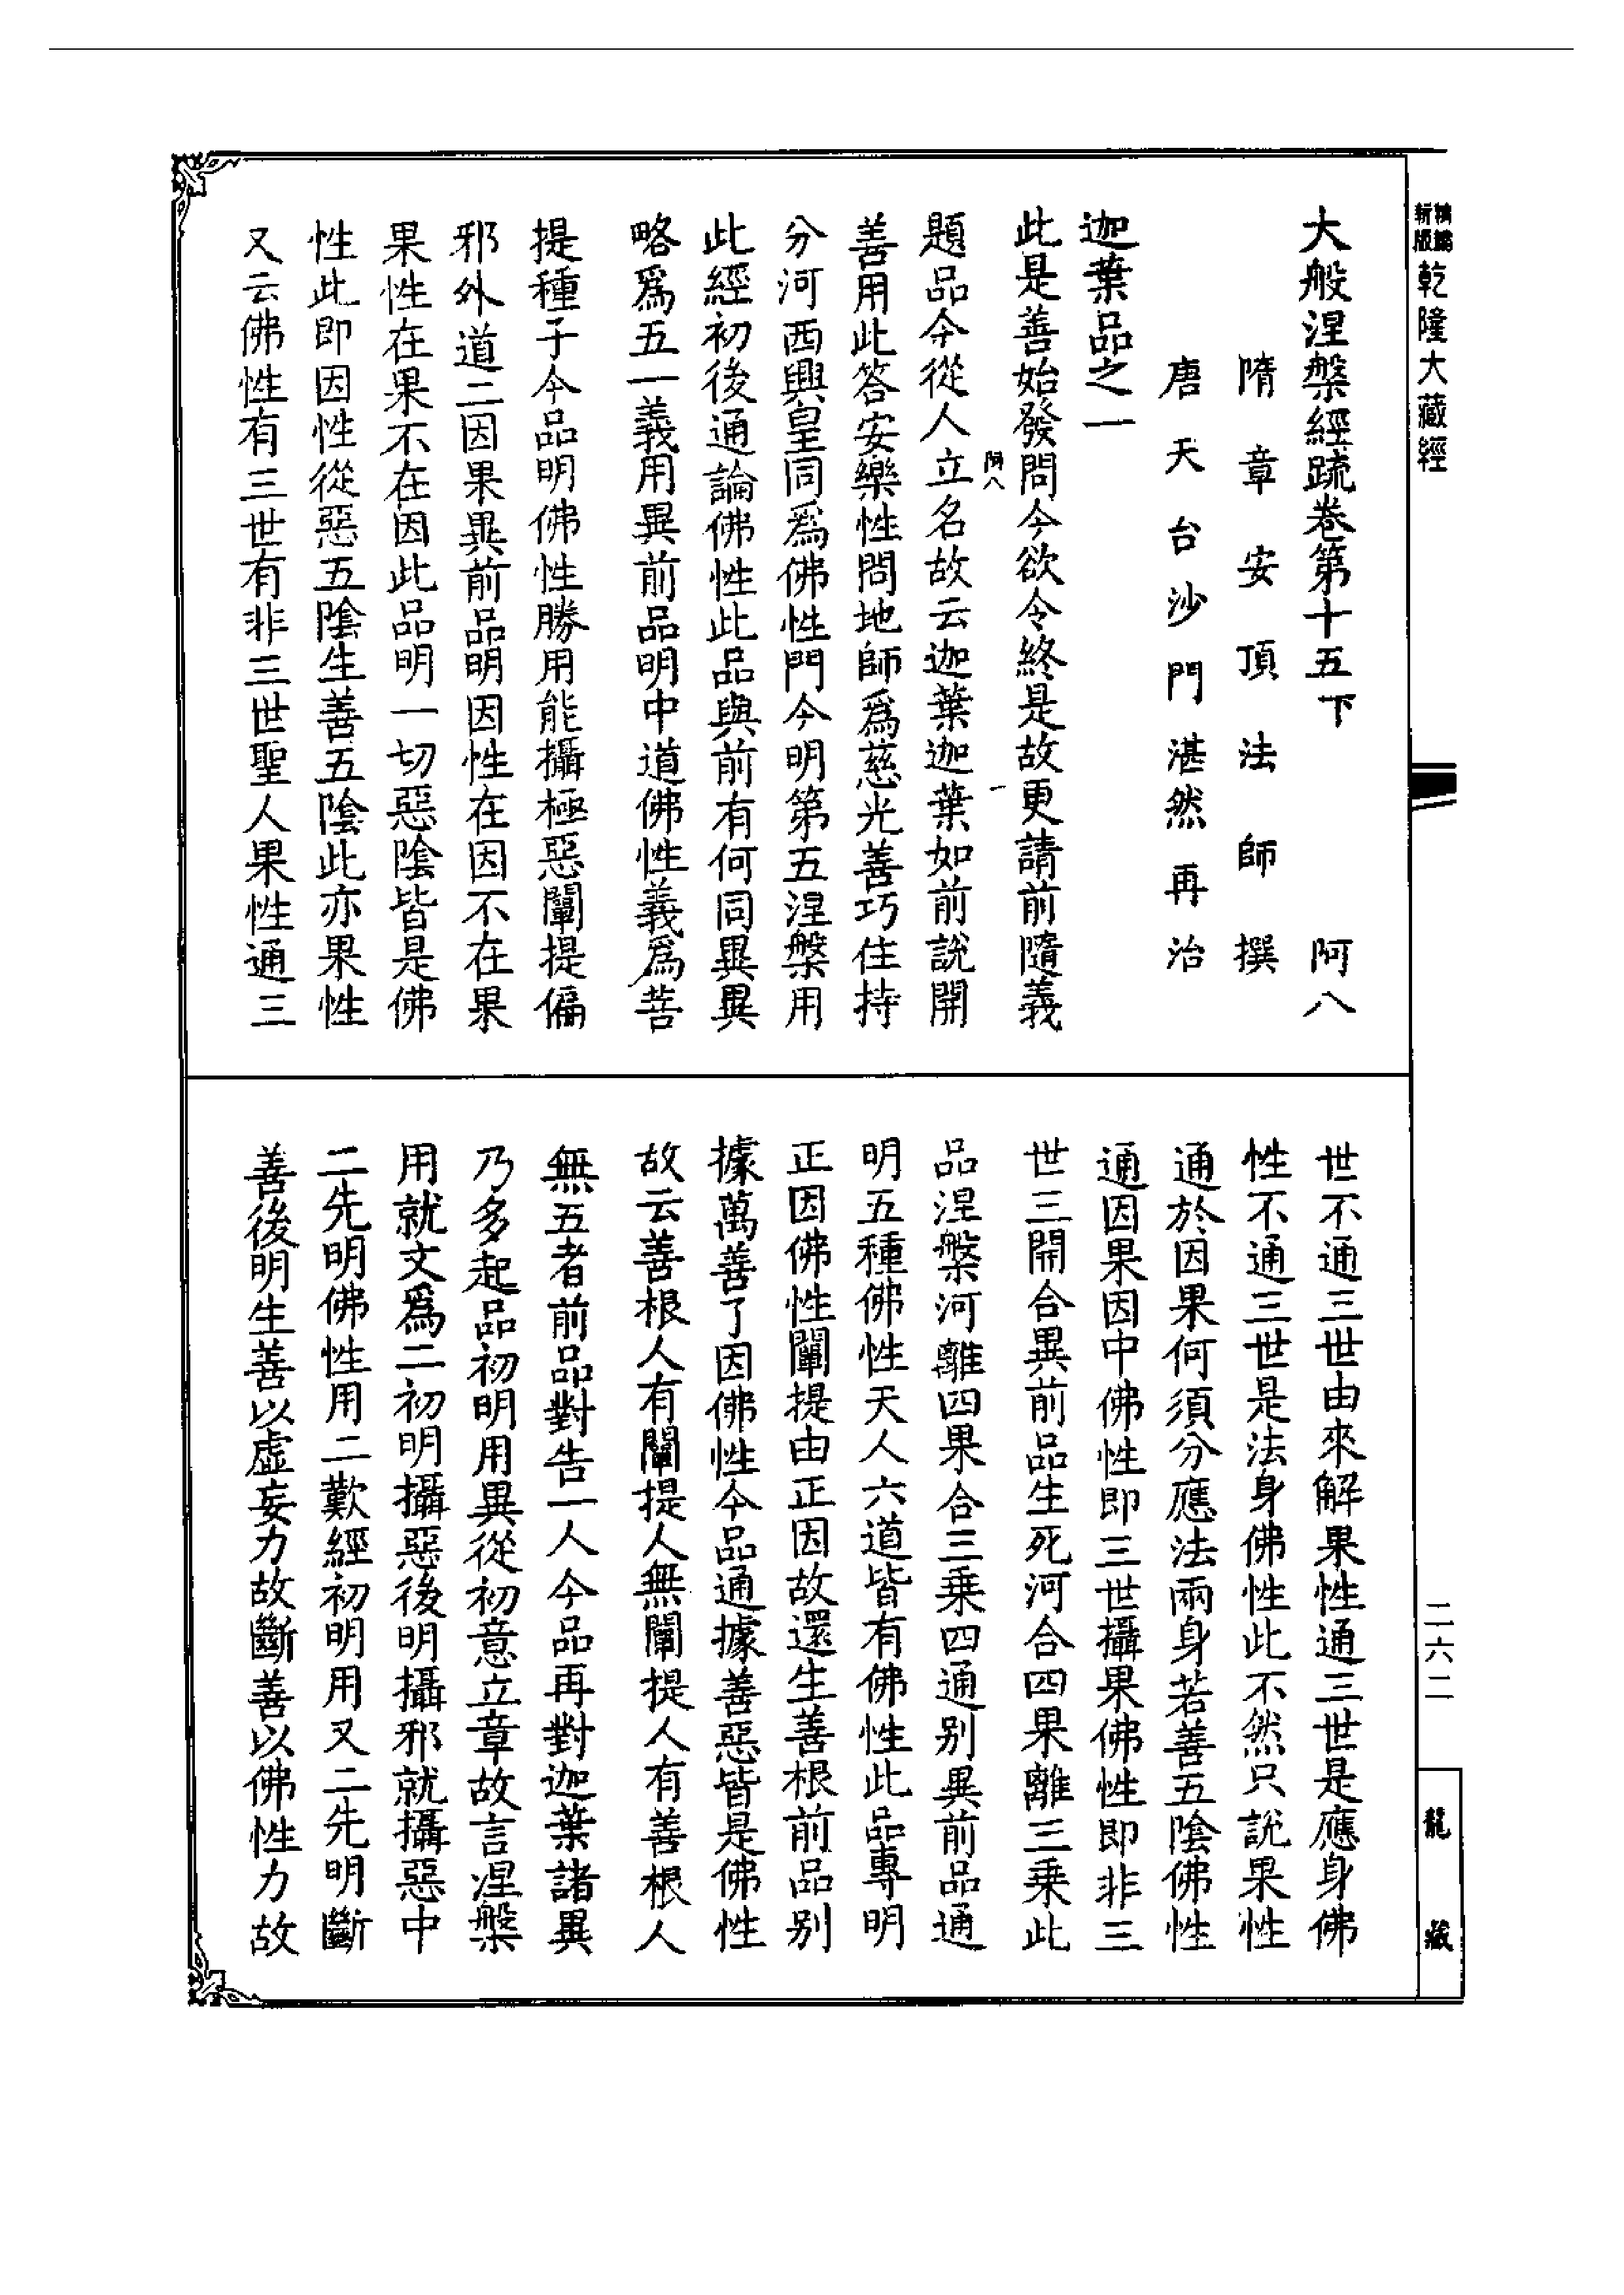 大般涅槃經疏卷第十五下　阿八
隋章安頂法師撰
唐天台沙門湛然再治
迦葉品之一
此是善始發問今欲令終是故更請前隨義
阿八
一
題品今從人立名故云迦葉迦葉如前說開
善用此答安樂性問地師爲慈光善巧住持
分河西興皇同爲佛性門今明第五涅槃用
此經初後通論佛性此品與前有何同異異
略爲五一義用異前品明中道佛性義爲菩
提種子今品明佛性勝用能攝極惡闡提偏
邪外道二因果異前品明因性在因不在果
果性在果不在因此品明一切惡陰皆是佛
性此即因性從惡五陰生善五陰此亦果性
又云佛性有三世有非三世聖人果性通三
世不通三世由來解果性通三世是應身佛
性不通三世是法身佛性此不然只說果性
通於因果何須分應法兩身若善五陰佛性
通因果因中佛性即三世攝果佛性即非三
世三開合異前品生死河合四果離三乘此
品涅槃河離四果合三乘四通别異前品通
明五種佛性天人六道皆有佛性此品專明
正因佛性闡提由正因故還生善根前品别
據萬善了因佛性今品通據善惡皆是佛性
故云善根人有闡提人無闡提人有善根人
無五者前品對告一人今品再對迦葉諸異
乃多起品初明用異從初意立章故言涅槃
用就文爲二初明攝惡後明攝邪就攝惡中
二先明佛性用二歎經初明用又二先明斷
善後明生善以虛妄力故斷善以佛性力故
乾隆大藏經
二六二
龍藏